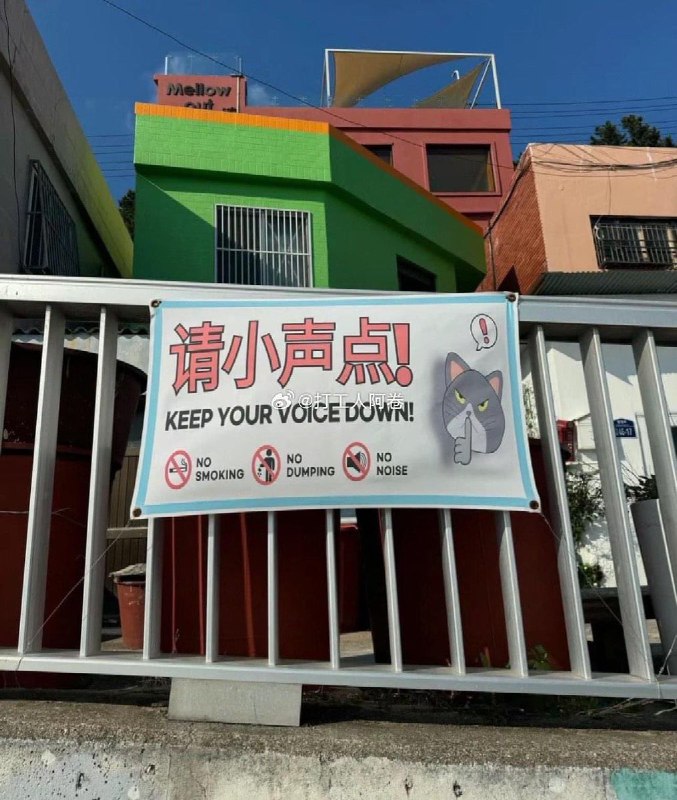 Mellow
out
请小声点!
@打工人阿卷
KEEP YOUR VOICE DOWN!
NO
SMOKING
NO
DUMPING
NO
NOISE
!